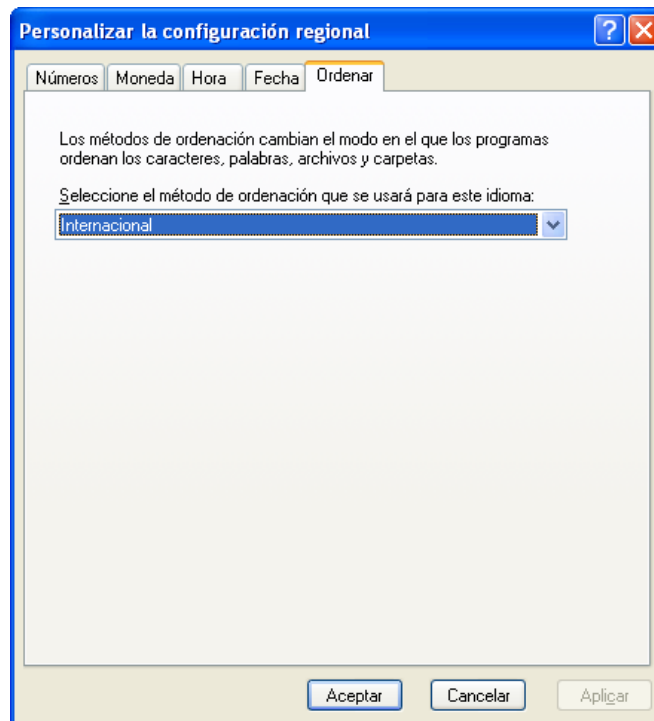 Personalizar la configuración regional
Números Moneda Hora Fecha Ordenar
Los métodos de ordenación cambian el modo en el que los programas
ordenan los caracteres, palabras, archivos y carpetas.
Seleccione el método de ordenación que se usará para este idioma:
Internacional
Aceptar Cancelar Aplicar